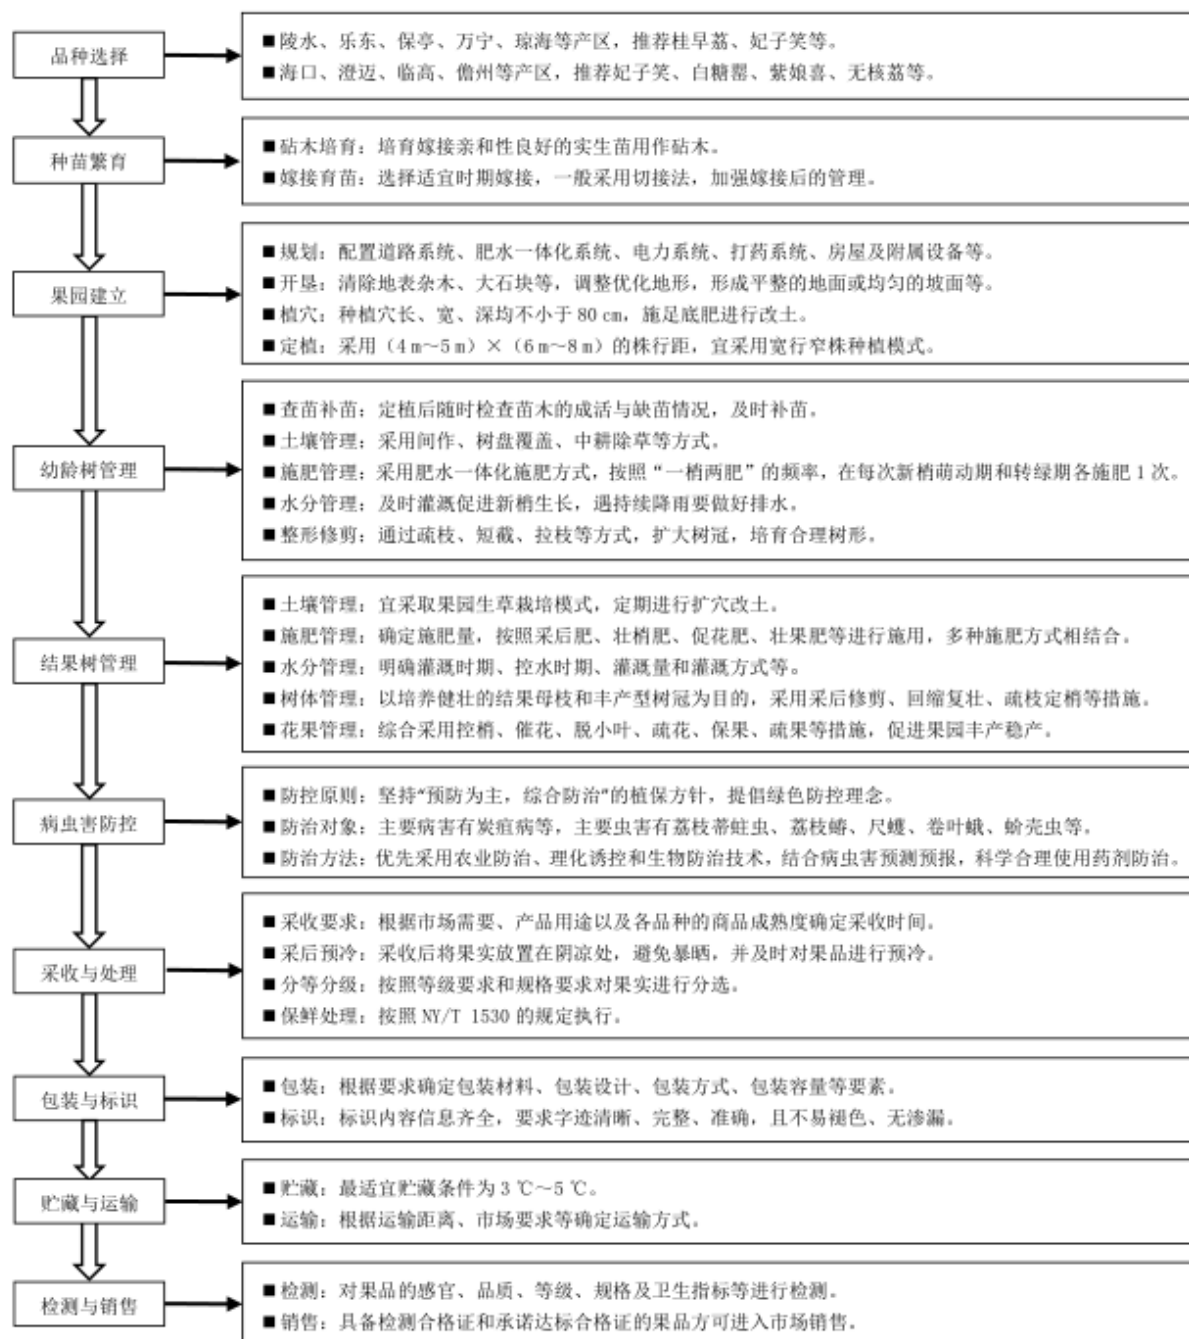 品种选择
■陵水、乐东、保亭、万宁、琼海等产区，推荐桂早荔、妃子笑等。
■海口、澄迈、临高、儋州等产区，推荐妃子笑、白糖罂、紫娘喜、无核荔等。
种苗繁育
■砧木培育：培育嫁接亲和性良好的实生苗用作砧木。
■嫁接育苗：选择适宜时期嫁接，一般采用切接法，加强嫁接后的管理。
果园建立
■规划：配置道路系统、肥水一体化系统、电力系统、打药系统、房屋及附属设备等。
■开垦：清除地表杂木、大石块等，调整优化地形，形成平整的地面或均匀的坡面等。
■植穴：种植穴长、宽、深均不小于 80 cm，施足底肥进行改土。
■定植：采用（4 m～5 m）×（6 m～8 m）的株行距，宜采用宽行窄株种植模式。
幼龄树管理
■查苗补苗：定植后随时检查苗木的成活与缺苗情况，及时补苗。
■土壤管理：采用间作、树盘覆盖、中耕除草等方式。
■施肥管理：采用肥水一体化施肥方式，按照“一梢两肥”的频率，在每次新梢萌动期和转绿期各施肥 1 次。
■水分管理：及时灌溉促进新梢生长，遇持续降雨要做好排水。
■整形修剪：通过疏枝、短截、拉枝等方式，扩大树冠，培育合理树形。
结果树管理
■土壤管理：宜采取果园生草栽培模式，定期进行扩穴改土。
■施肥管理：确定施肥量，按照采后肥、壮梢肥、促花肥、壮果肥等进行施用，多种施肥方式相结合。
■水分管理：明确灌溉时期、控水时期、灌溉量和灌溉方式等。
■树体管理：以培养健壮的结果母枝和丰产型树冠为目的，采用采后修剪、回缩复壮、疏枝定梢等措施。
■花果管理：综合采用控梢、催花、脱小叶、疏花、保果、疏果等措施，促进果园丰产稳产。
病虫害防控
■防控原则：坚持“预防为主，综合防治”的植保方针，提倡绿色防控理念。
■防治对象：主要病害有炭疽病等，主要虫害有荔枝蒂蛀虫、荔枝蝽、尺蠖、卷叶蛾、蚧壳虫等。
■防治方法：优先采用农业防治、理化诱控和生物防治技术，结合病虫害预测预报，科学合理使用药剂防治。
采收与处理
■采收要求：根据市场需要、产品用途以及各品种的商品成熟度确定采收时间。
■采后预冷：采收后将果实放置在阴凉处，避免暴晒，并及时对果品进行预冷。
■分等分级：按照等级要求和规格要求对果实进行分选。
■保鲜处理：按照 NY/T 1530 的规定执行。
包装与标识
■包装：根据要求确定包装材料、包装设计、包装方式、包装容量等要素。
■标识：标识内容信息齐全，要求字迹清晰、完整、准确，且不易褪色、无渗漏。
贮藏与运输
■贮藏：最适宜贮藏条件为 3 ℃～5 ℃。
■运输：根据运输距离、市场要求等确定运输方式。
检测与销售
■检测：对果品的感官、品质、等级、规格及卫生指标等进行检测。
■销售：具备检测合格证和承诺达标合格证的果品方可进入市场销售。